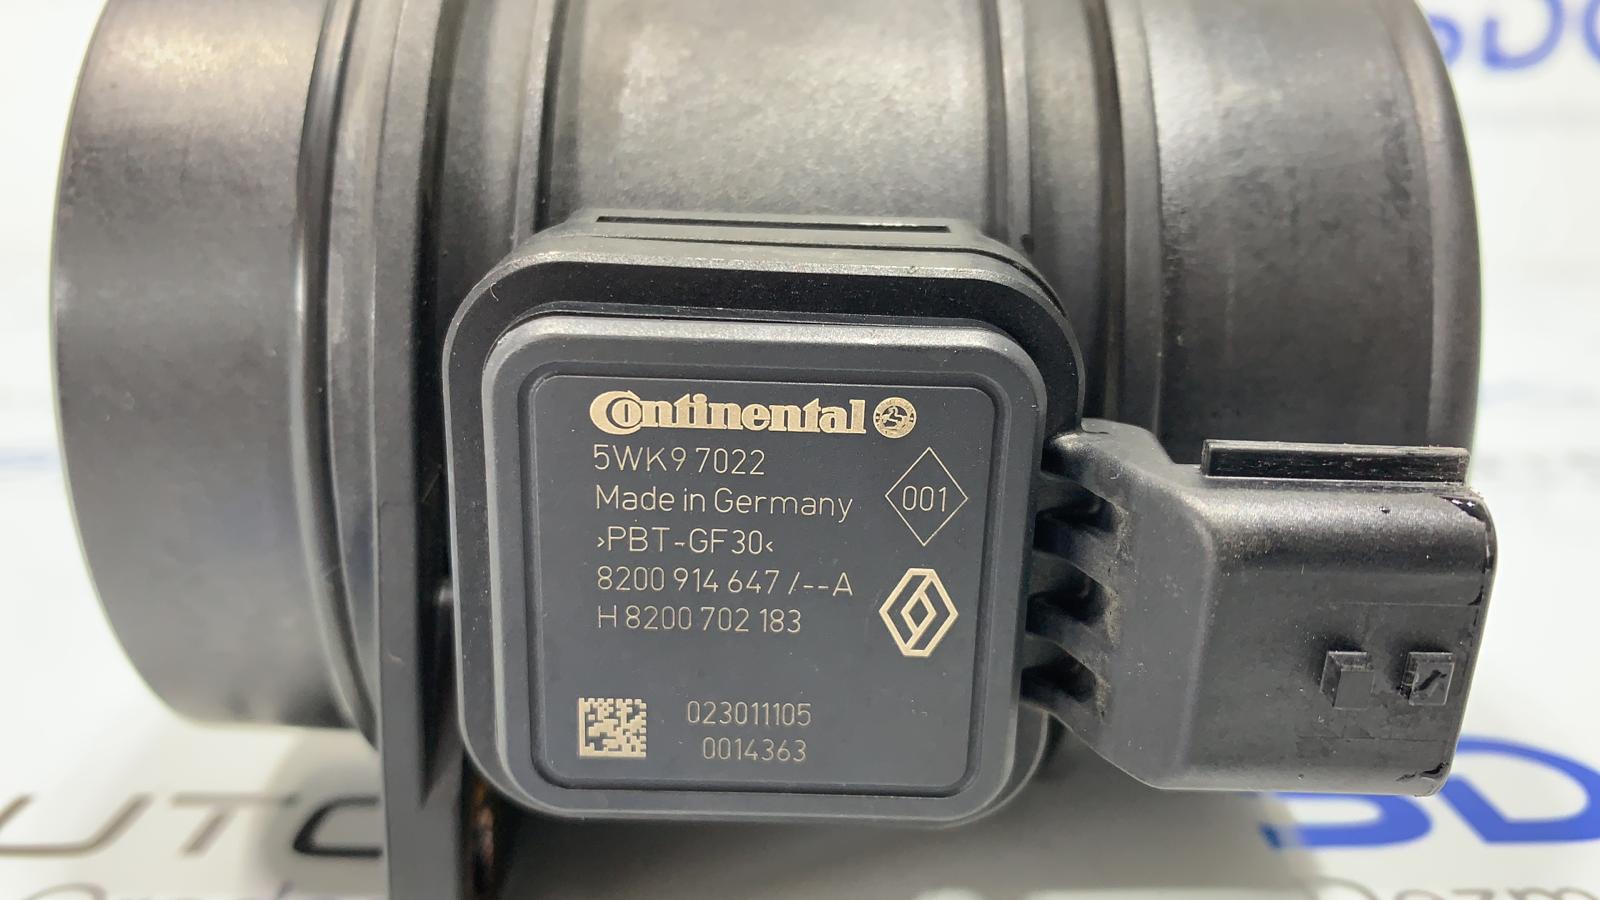 Continental
5WK9 7022
Made in Germany
001
>PBT-GF30<
8200 914 647 /--A
H 8200 702 183
023011105
0014363